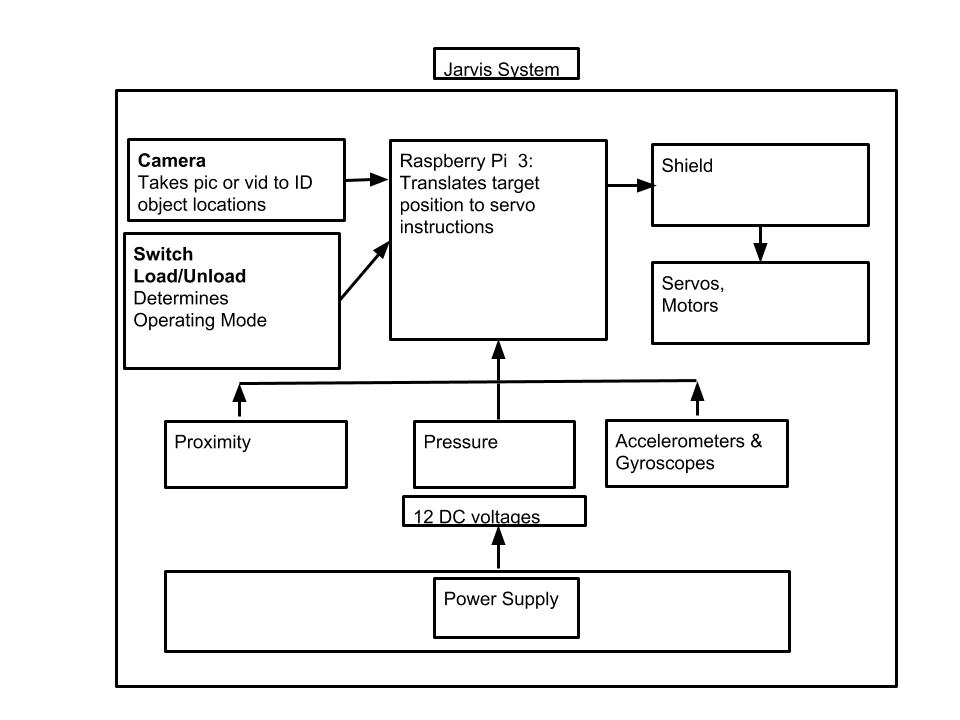 Jarvis System
Camera
Takes pic or vid to ID
object locations
Switch
Load/Unload
Determines
Operating Mode
Raspberry Pi  3:
Translates target
position to servo
instructions
Shield
Servos,
Motors
Proximity
Pressure
Accelerometers &
Gyroscopes
12 DC voltages
Power Supply